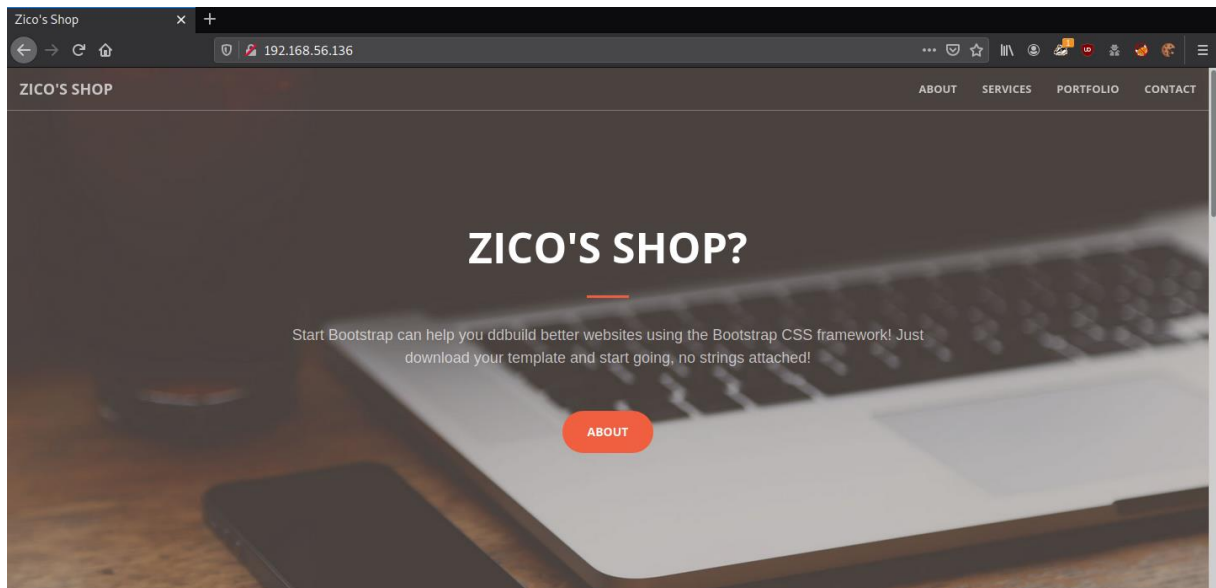 Zico's Shop
192.168.56.136
ZICO'S SHOP
ABOUT SERVICES PORTFOLIO CONTACT
ZICO'S SHOP?
Start Bootstrap can help you ddbuild better websites using the Bootstrap CSS framework! Just
download your template and start going, no strings attached!
ABOUT